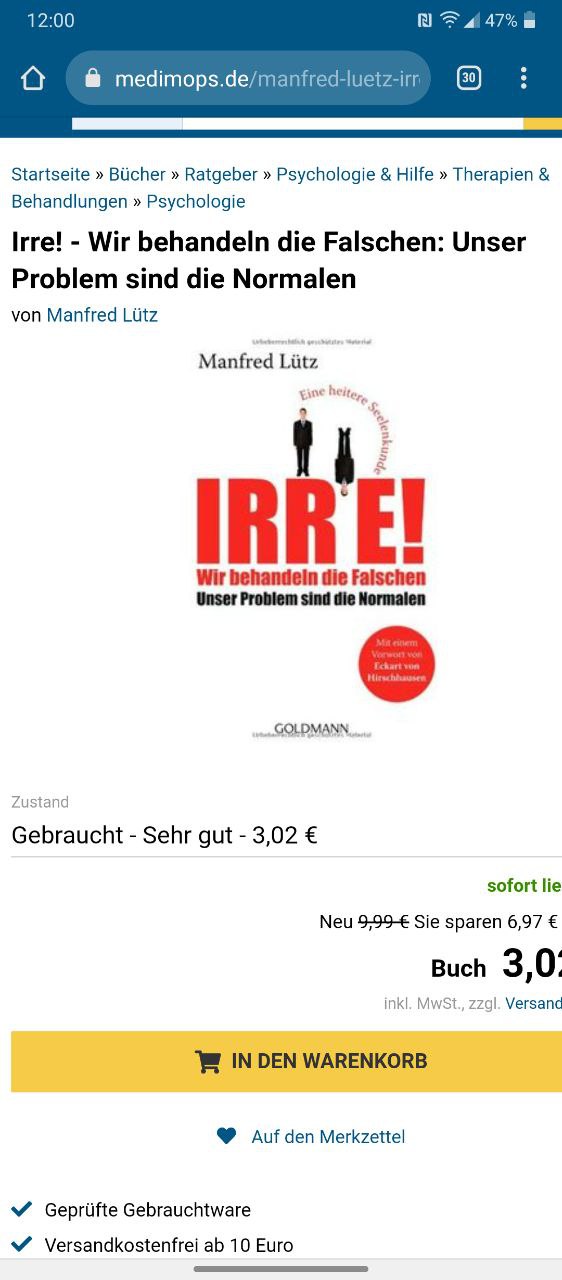 12:00
47%
medimops.de/manfred-luetz-irr
30
Startseite » Bücher » Ratgeber » Psychologie & Hilfe » Therapien &
Behandlungen » Psychologie
Irre! - Wir behandeln die Falschen: Unser
Problem sind die Normalen
von Manfred Lütz
Urheberrechtlich geschütztes Material
Manfred Lütz
Eine heitere Seelenkunde
IRRE!
Wir behandeln die Falschen
Unser Problem sind die Normalen
Mit einem
Vorwort von
Eckart von
Hirschhausen
GOLDMANN
Urheberrechtlich geschütztes Material
Zustand
Gebraucht - Sehr gut - 3,02 €
sofort lie
Neu 9,99 € Sie sparen 6,97 €
Buch 3,02
inkl. MwSt., zzgl. Versand
IN DEN WARENKORB
Auf den Merkzettel
Geprüfte Gebrauchtware
Versandkostenfrei ab 10 Euro